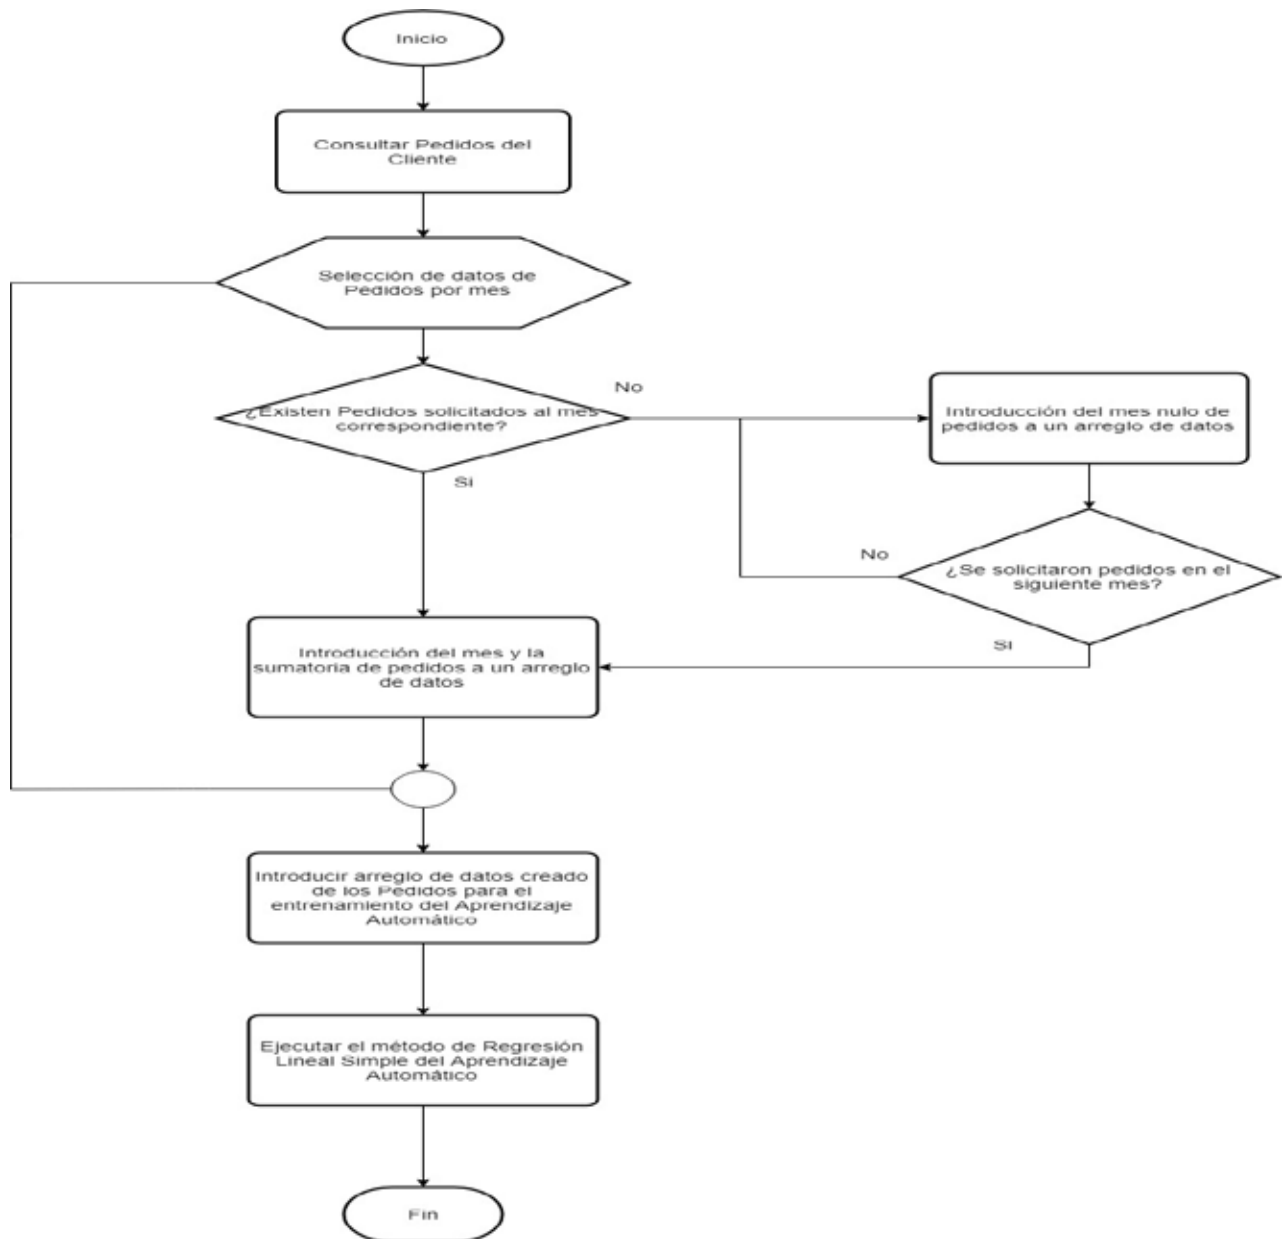 Inicio
Consultar Pedidos del
Cliente
Selección de datos de
Pedidos por mes
¿Existen Pedidos solicitados al mes
correspondiente?
No
Introducción del mes nulo de
pedidos a un arreglo de datos
Si
No
¿Se solicitaron pedidos en el
siguiente mes?
Si
Introducción del mes y la
sumatoria de pedidos a un arreglo
de datos
Introducir arreglo de datos creado
de los Pedidos para el
entrenamiento del Aprendizaje
Automático
Ejecutar el método de Regresión
Lineal Simple del Aprendizaje
Automático
Fin